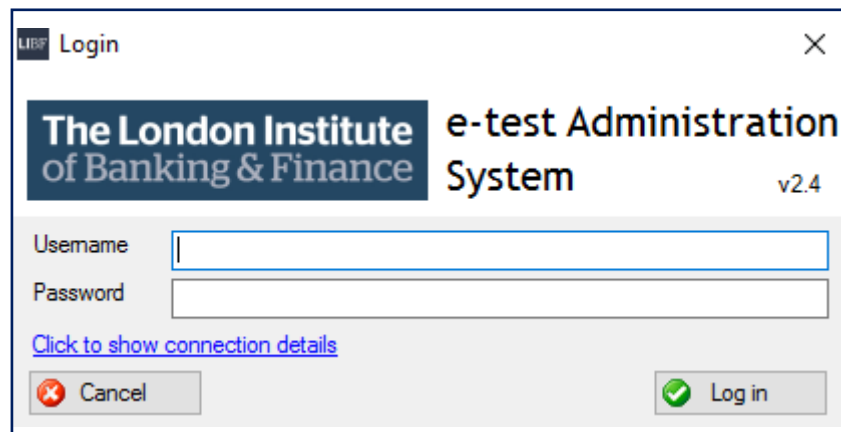 LIBF Login
The London Institute
of Banking & Finance
e-test Administration
System
v2.4
Username
Password
Click to show connection details
Cancel
Log in